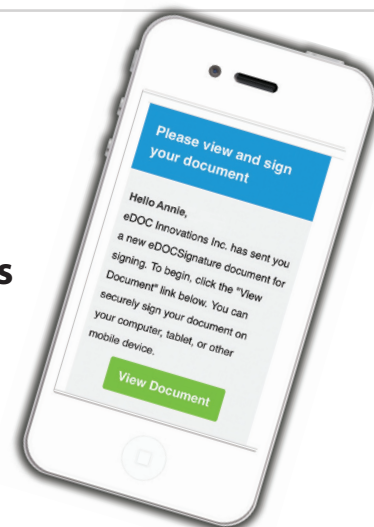 Please view and sign
your document
Hello Annie,
eDOC Innovations Inc. has sent you
a new eDOCSignature document for
signing. To begin, click the "View
Document" link below. You can
securely sign your document on
your computer, tablet, or other
mobile device.
View Document
s